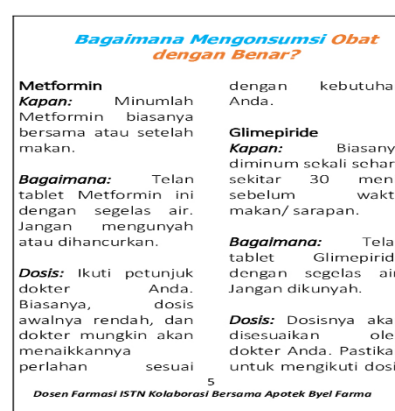 Bagaimana Mengonsumsi Obat
dengan Benar?
Metformin
Kapan: Minumlah
Metformin biasanya
bersama atau setelah
makan.
Bagaimana: Telan
tablet Metformin ini
dengan segelas air.
Jangan mengunyah
atau dihancurkan.
Dosis: Ikuti petunjuk
dokter Anda.
Biasanya, dosis
awalnya rendah, dan
dokter mungkin akan
menaikkannya
perlahan sesuai
dengan kebutuha
Anda.
Glimepiride
Kapan: Biasany
diminum sekali sehar
sekitar 30 men
sebelum wakt
makan/ sarapan.
Bagaimana: Tela
tablet Glimepirid
dengan segelas ai
Jangan dikunyah.
Dosis: Dosisnya aka
disesuaikan ole
dokter Anda. Pastika
untuk mengikuti dosi
5
Dosen Farmasi ISTN Kolaborasi Bersama Apotek Byel Farma